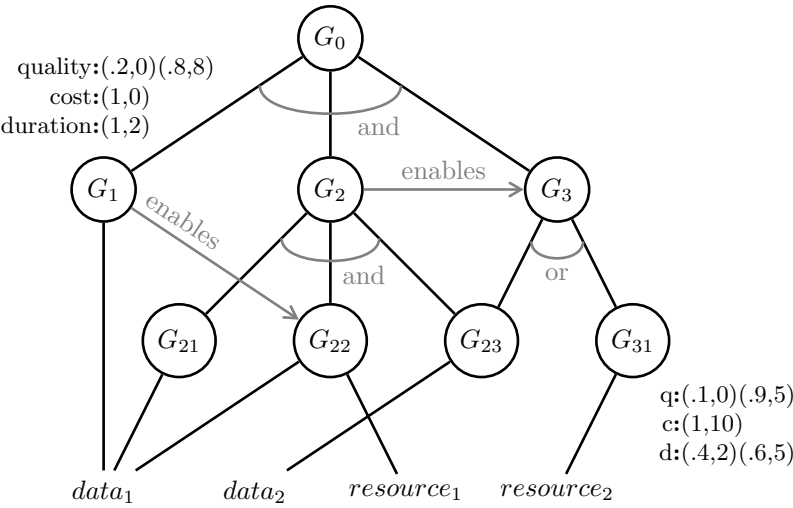 G0
quality:(.2,0)(.8,8)
cost:(1,0)
duration:(1,2)
and
G1
G2
G3
enables
enables
and
or
G21
G22
G23
G31
q:(.1,0)(.9,5)
c:(1,10)
d:(.4,2)(.6,5)
data1
data2
resource1
resource2